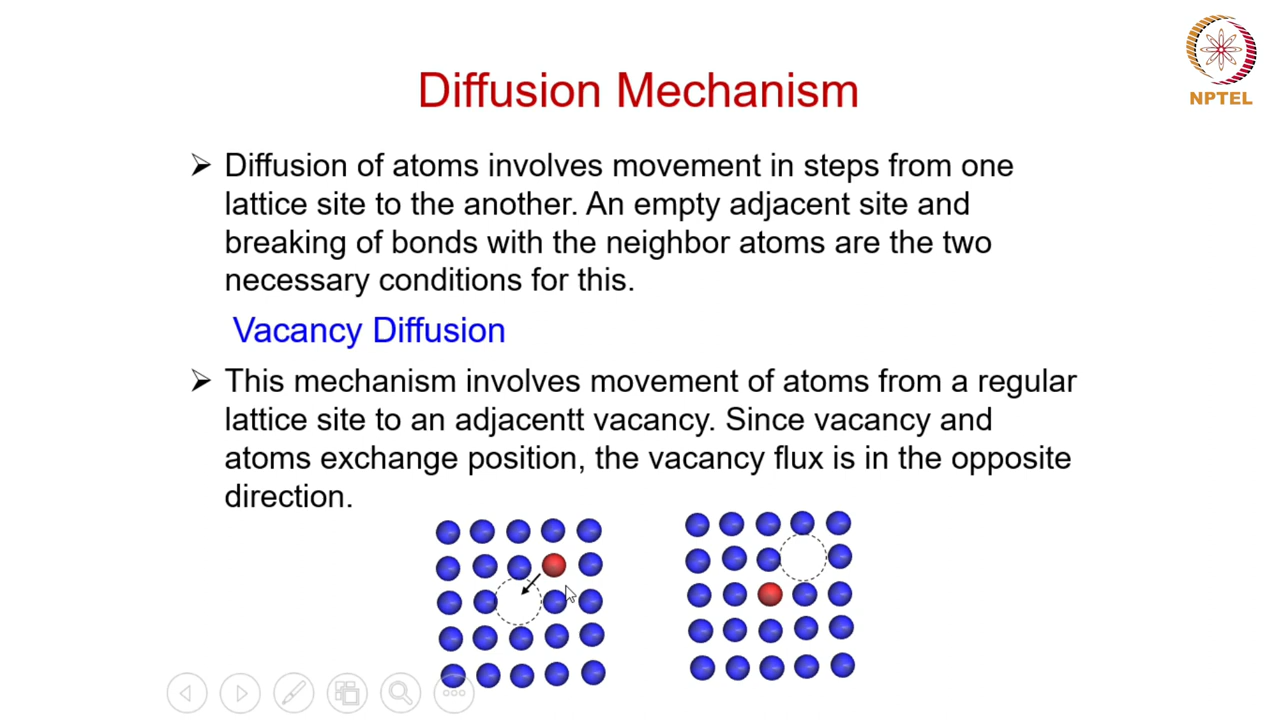 NPTEL
Diffusion Mechanism
➢ Diffusion of atoms involves movement in steps from one
lattice site to the another. An empty adjacent site and
breaking of bonds with the neighbor atoms are the two
necessary conditions for this.
Vacancy Diffusion
➢ This mechanism involves movement of atoms from a regular
lattice site to an adjacentt vacancy. Since vacancy and
atoms exchange position, the vacancy flux is in the opposite
direction.